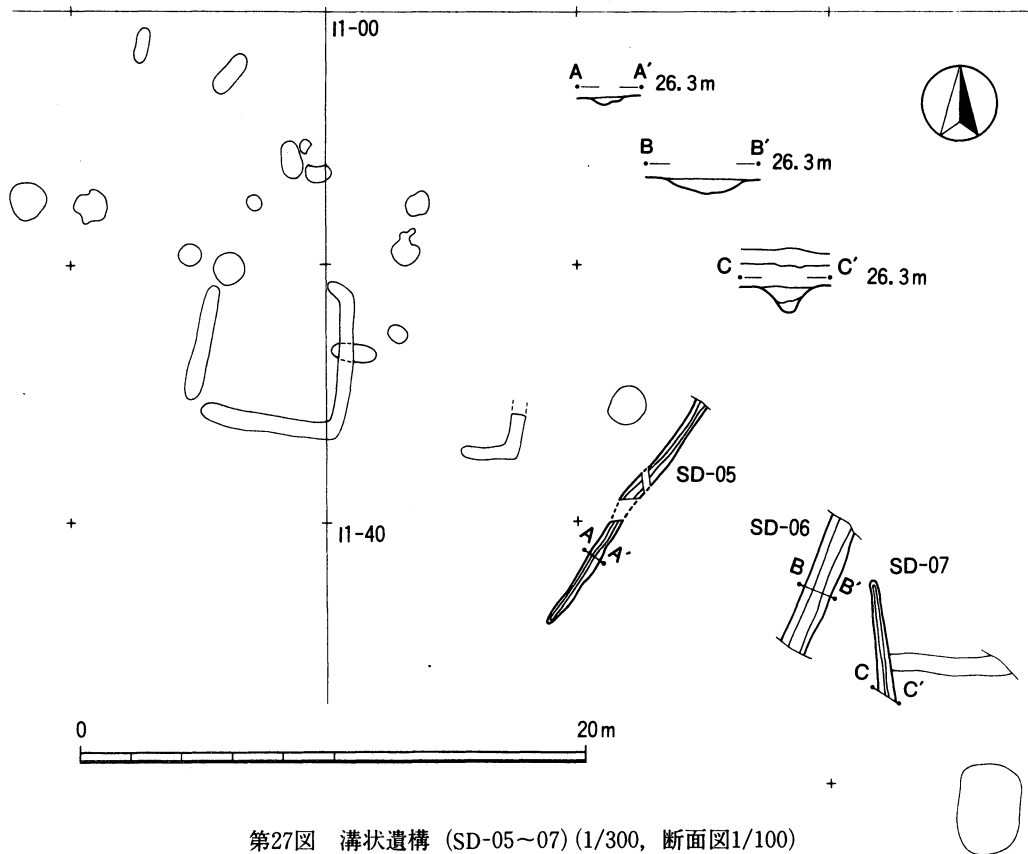 I1-00
A A′ 26.3m
B B′ 26.3m
C C′ 26.3m
SD-05
I1-40
A A′
SD-06
B B′
SD-07
C C′
0 20m
第27図 溝状遺構 (SD-05~07) (1/300, 断面図1/100)